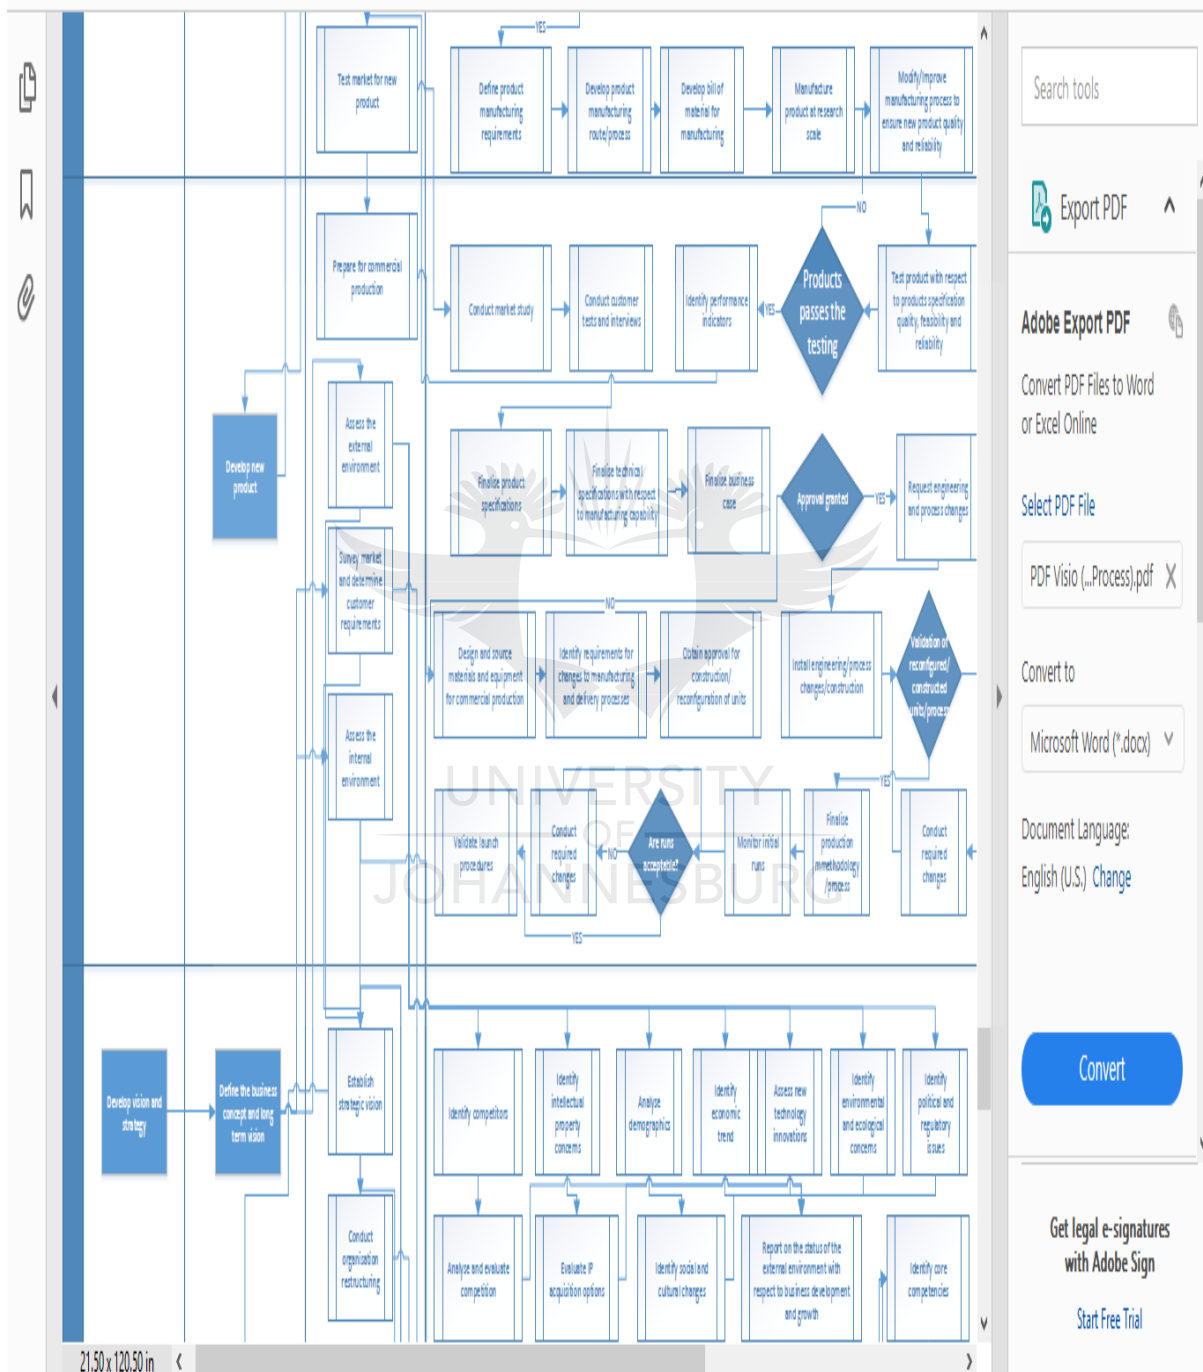 YES
Test market for new
product
Define product
manufacturing
requirements
Develop product
manufacturing
route/process
Develop bill of
material for
manufacturing
Manufacture
product at research
scale
Modify/improve
manufacturing process to
ensure new product quality
and reliability
Search tools
Export PDF
NO
Prepare for commercial
production
Conduct market study
Conduct customer
tests and interviews
Identify performance
indicators
YES
Products
passes the
testing
Test product with respect
to products specification
quality, feasibility and
reliability
Adobe Export PDF
Convert PDF Files to Word
or Excel Online
Assess the
external
environment
Develop new
product
Finalise product
specifications
Finalise technical
specifications with respect
to manufacturing capability
Finalise business
case
Approval granted
YES
Request engineering
and process changes
Select PDF File
PDF Visio (...Process).pdf
Survey market
and determine
customer
requirements
NO
Design and source
materials and equipment
for commercial production
Identify requirements for
changes to manufacturing
and delivery processes
Obtain approval for
construction/
reconfiguration of units
Install engineering/process
changes/construction
Validation of
reconfigured/
constructed
units/process
Convert to
Microsoft Word (*.docx)
Assess the
internal
environment
YES
UNIVERSITY
OF
JOHANNESBURG
Validate launch
procedures
Conduct
required
changes
NO
Are runs
acceptable?
Monitor initial
runs
Finalise
production
/methodology
/process
Conduct
required
changes
YES
Document Language:
English (U.S.) Change
Develop vision and
strategy
Define the business
concept and long
term vision
Establish
strategic vision
Identify competitors
Identify
intellectual
property
concerns
Analyse
demographics
Identify
economic
trend
Assess new
technology
innovations
Identify
environmental
and ecological
concerns
Identify
political and
regulatory
issues
Convert
Conduct
organisation
restructuring
Analyse and evaluate
competition
Evaluate IP
acquisition options
Identify social and
cultural changes
Report on the status of the
external environment with
respect to business development
and growth
Identify core
competencies
Get legal e-signatures
with Adobe Sign
Start Free Trial
21.50 x 120.50 in